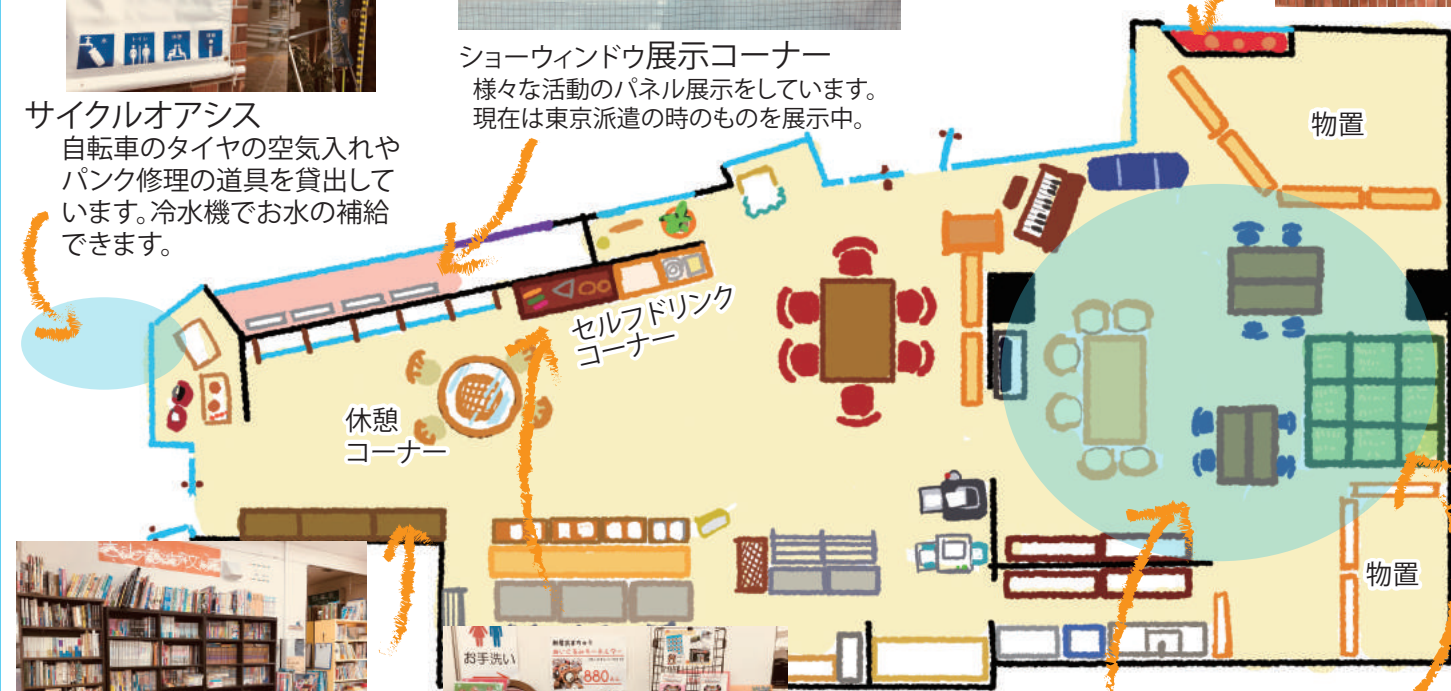 サイクルオアシス
自転車のタイヤの空気入れや
パンク修理の道具を貸出して
います。冷水機でお水の補給
できます。
ショーウィンドウ展示コーナー
様々な活動のパネル展示をしています。
現在は東京派遣の時のものを展示中。
物置
セルフドリンク
コーナー
休憩
コーナー
物置
お手洗い
880